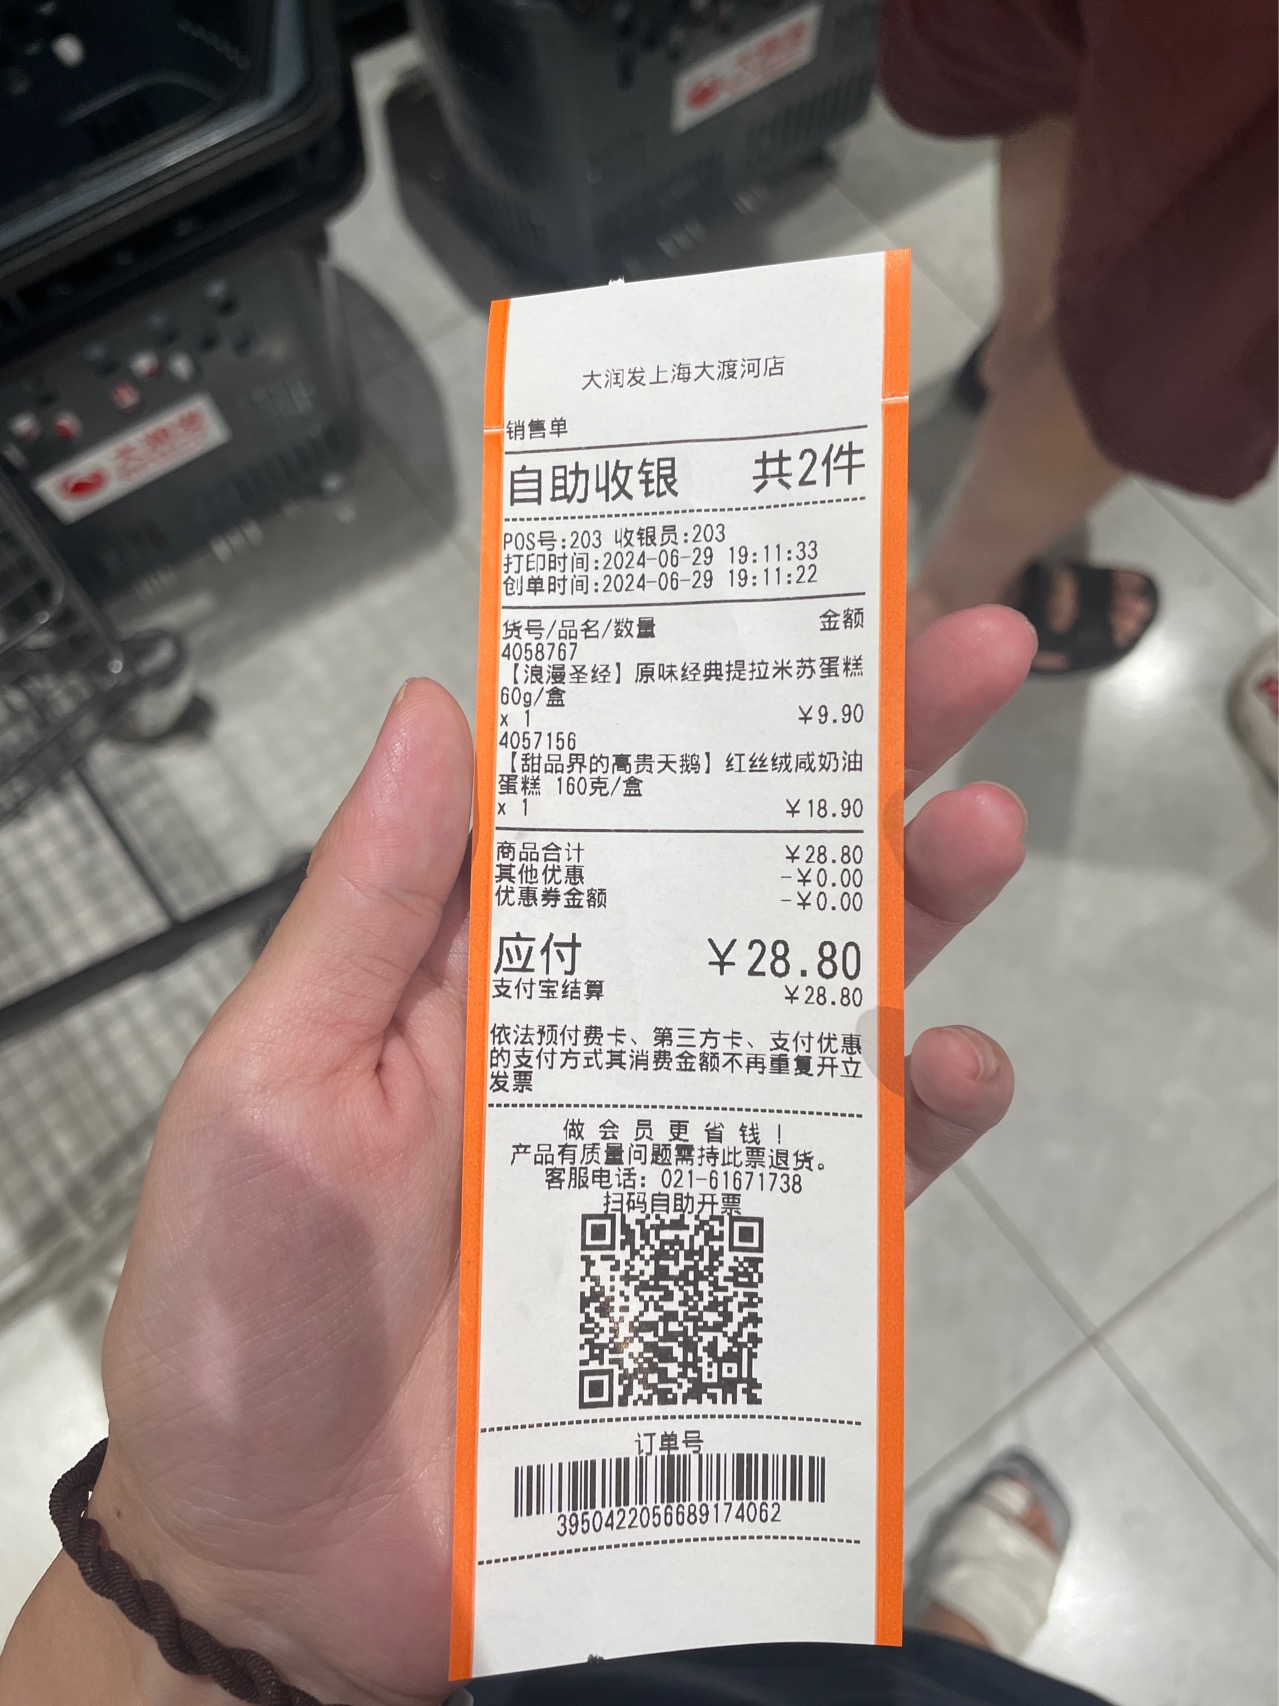 大润发
大润发
大润发上海大渡河店
销售单
自助收银 共2件
POS号:203 收银员:203
打印时间:2024-06-29 19:11:33
创单时间:2024-06-29 19:11:22
货号/品名/数量 金额
4058767
【浪漫圣经】原味经典提拉米苏蛋糕
60g/盒
x 1 ¥9.90
4057156
【甜品界的高贵天鹅】红丝绒咸奶油
蛋糕 160克/盒
x 1 ¥18.90
商品合计 ¥28.80
其他优惠 -¥0.00
优惠券金额 -¥0.00
应付 ¥28.80
支付宝结算 ¥28.80
依法预付费卡、第三方卡、支付优惠
的支付方式其消费金额不再重复开立
发票
做会员更省钱！
产品有质量问题需持此票退货。
客服电话: 021-61671738
扫码自助开票
订单号
3950422056689174062